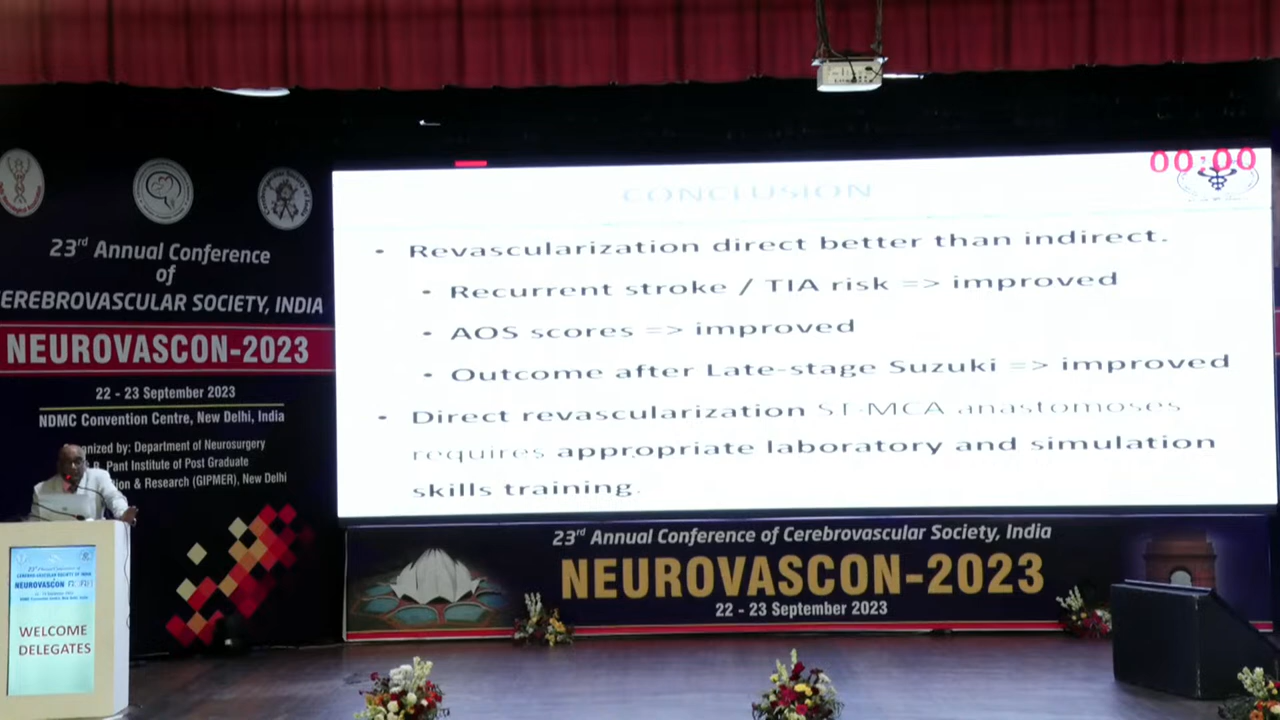 23rd Annual Conference
of
CEREBROVASCULAR SOCIETY, INDIA
NEUROVASCON-2023
22 - 23 September 2023
NDMC Convention Centre, New Delhi, India
nized by: Department of Neurosurgery
Pant Institute of Post Graduate
ion & Research (GIPMER), New Delhi
00:00
CONCLUSION
• Revascularization direct better than indirect.
• Recurrent stroke / TIA risk => improved
• AOS scores => improved
• Outcome after Late-stage Suzuki => improved
• Direct revascularization ST-MCA anastomoses
requires appropriate laboratory and simulation
skills training.
23rd Annual Conference of Cerebrovascular Society, India
NEUROVASCON-2023
22 - 23 September 2023
NEUROVASCON
WELCOME
DELEGATES